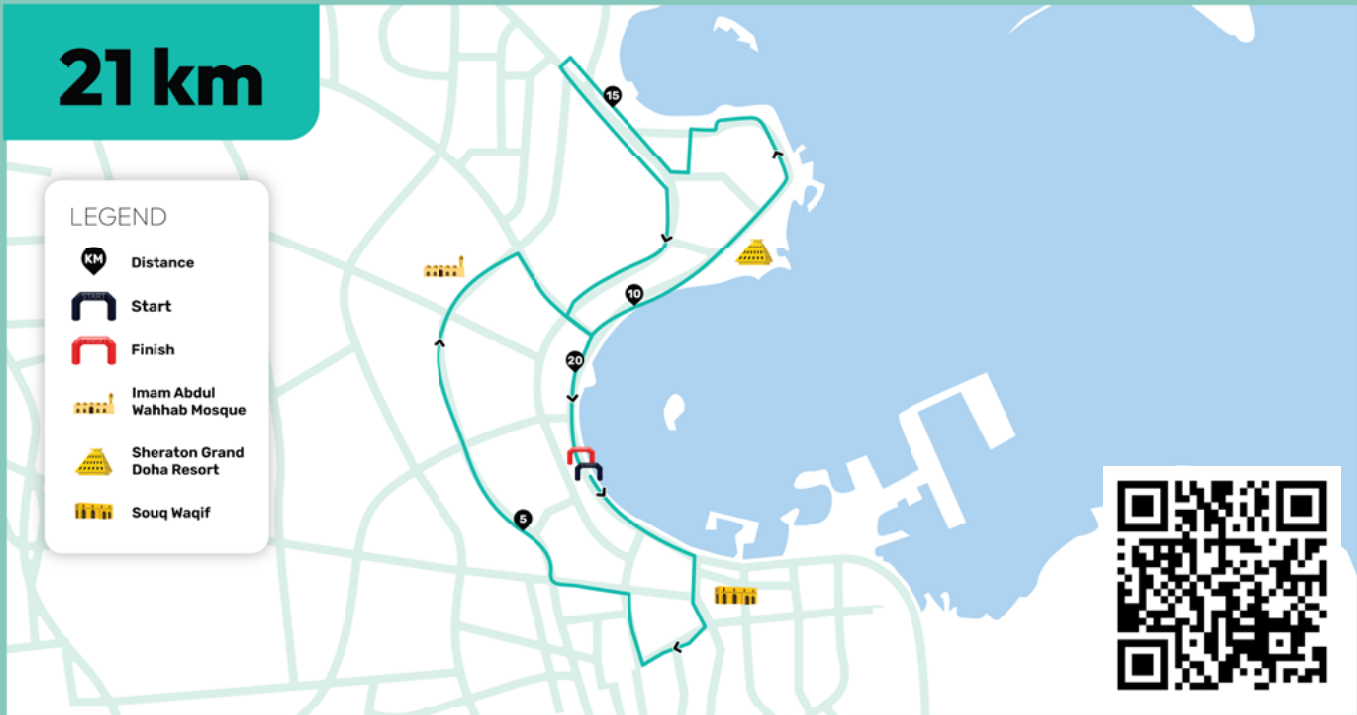 21 km
LEGEND
KM
Distance
START
Start
Finish
Imam Abdul
Wahhab Mosque
Sheraton Grand
Doha Resort
Souq Waqif
15
10
20
5